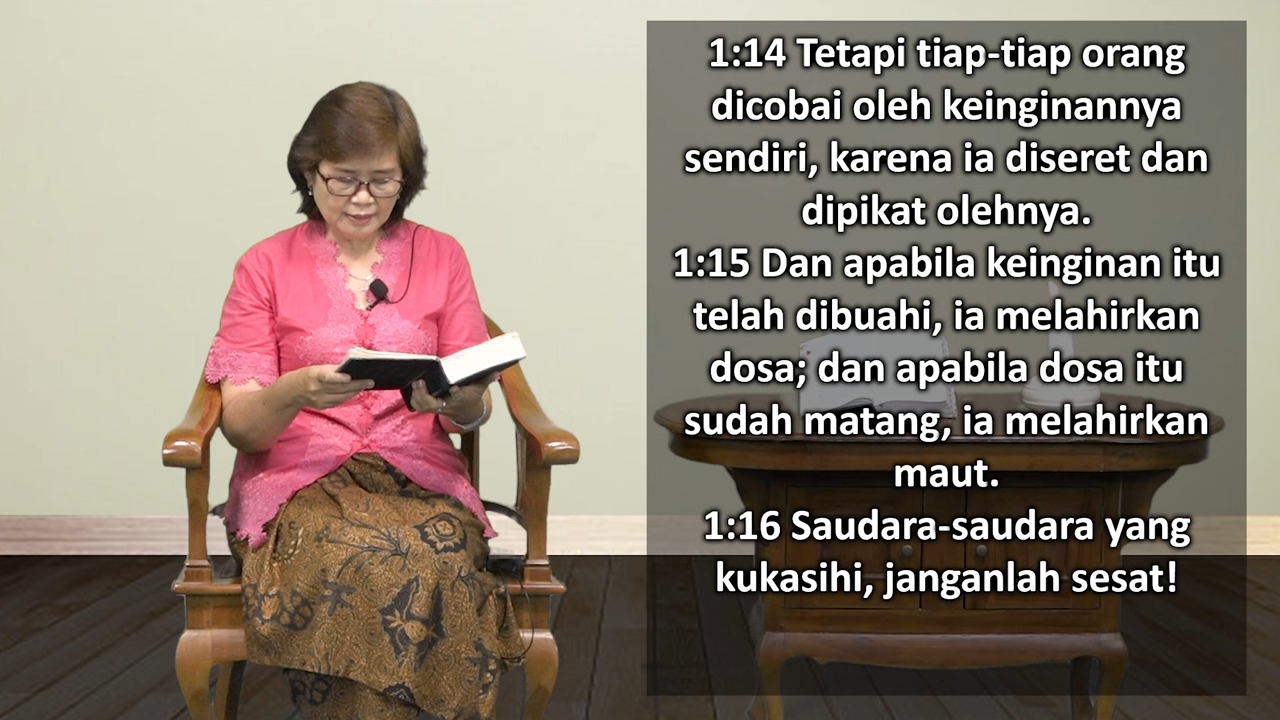 1:14 Tetapi tiap-tiap orang
dicobai oleh keinginannya
sendiri, karena ia diseret dan
dipikat olehnya.
1:15 Dan apabila keinginan itu
telah dibuahi, ia melahirkan
dosa; dan apabila dosa itu
sudah matang, ia melahirkan
maut.
1:16 Saudara-saudara yang
kukasihi, janganlah sesat!